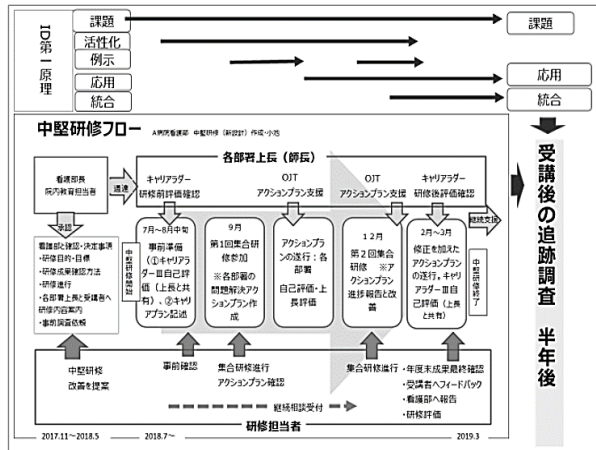 ID第一原理
課題
活性化
例示
応用
統合
課題
応用
統合
中堅研修フロー
A病院看護部 中堅研修（新設計）作成・小池
各部署上長（師長）
看護部長
院内教育担当者
通達
キャリアラダー
研修前評価確認
OJT
アクションプラン支援
OJT
アクションプラン支援
キャリアラダー
研修後評価確認
継続支援
承認
看護部と確認・決定事項
・研修目的・目標
・研修成果確認方法
・研修進行
・各部署上長と受講者へ
研修内容案内
・事前調査依頼
中堅研修開始
7月～8月中旬
事前準備
（①キャリア
ラダーⅢ自己評
価（上長と共
有）、②キャリ
アプラン記述
9月
第1回集合研
修参加
※各部署の
問題解決アク
ションプラン作
成
アクション
プランの遂行：各
部署
自己評価・上
長評価
12月
第2回集合
研修 ※ア
クションプラン
進捗報告と改
善
2月～3月
修正を加えた
アクションプラン
の遂行。キャリ
アラダーⅢ自
己評価（上長
と共有）
中堅研修終了
中堅研修
改善を提案
事前確認
集合研修進行
アクションプラン確認
集合研修進行
・年度末成果最終確認
・受講者へフィードバック
・看護部へ報告
・研修評価
継続相談受付
研修担当者
2017.11～2018.5
2018.7～
2019.3
受講後の追跡調査 半年後